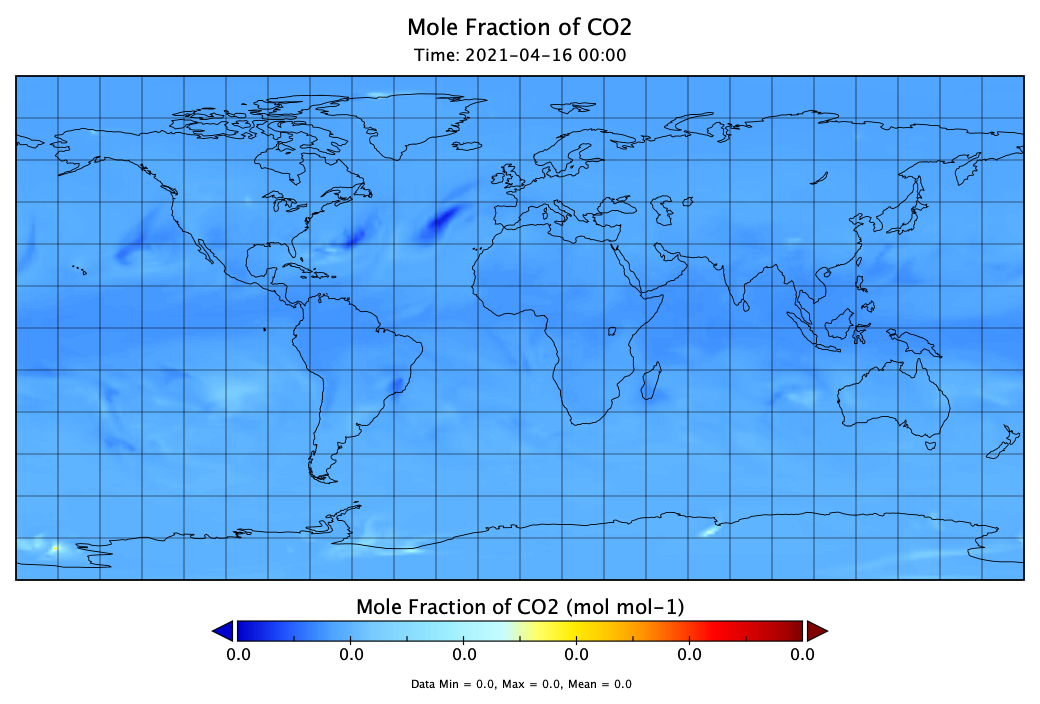 Mole Fraction of CO2
Time: 2021-04-16 00:00
Mole Fraction of CO2 (mol mol-1)
0.0 0.0 0.0 0.0 0.0 0.0
Data Min = 0.0, Max = 0.0, Mean = 0.0